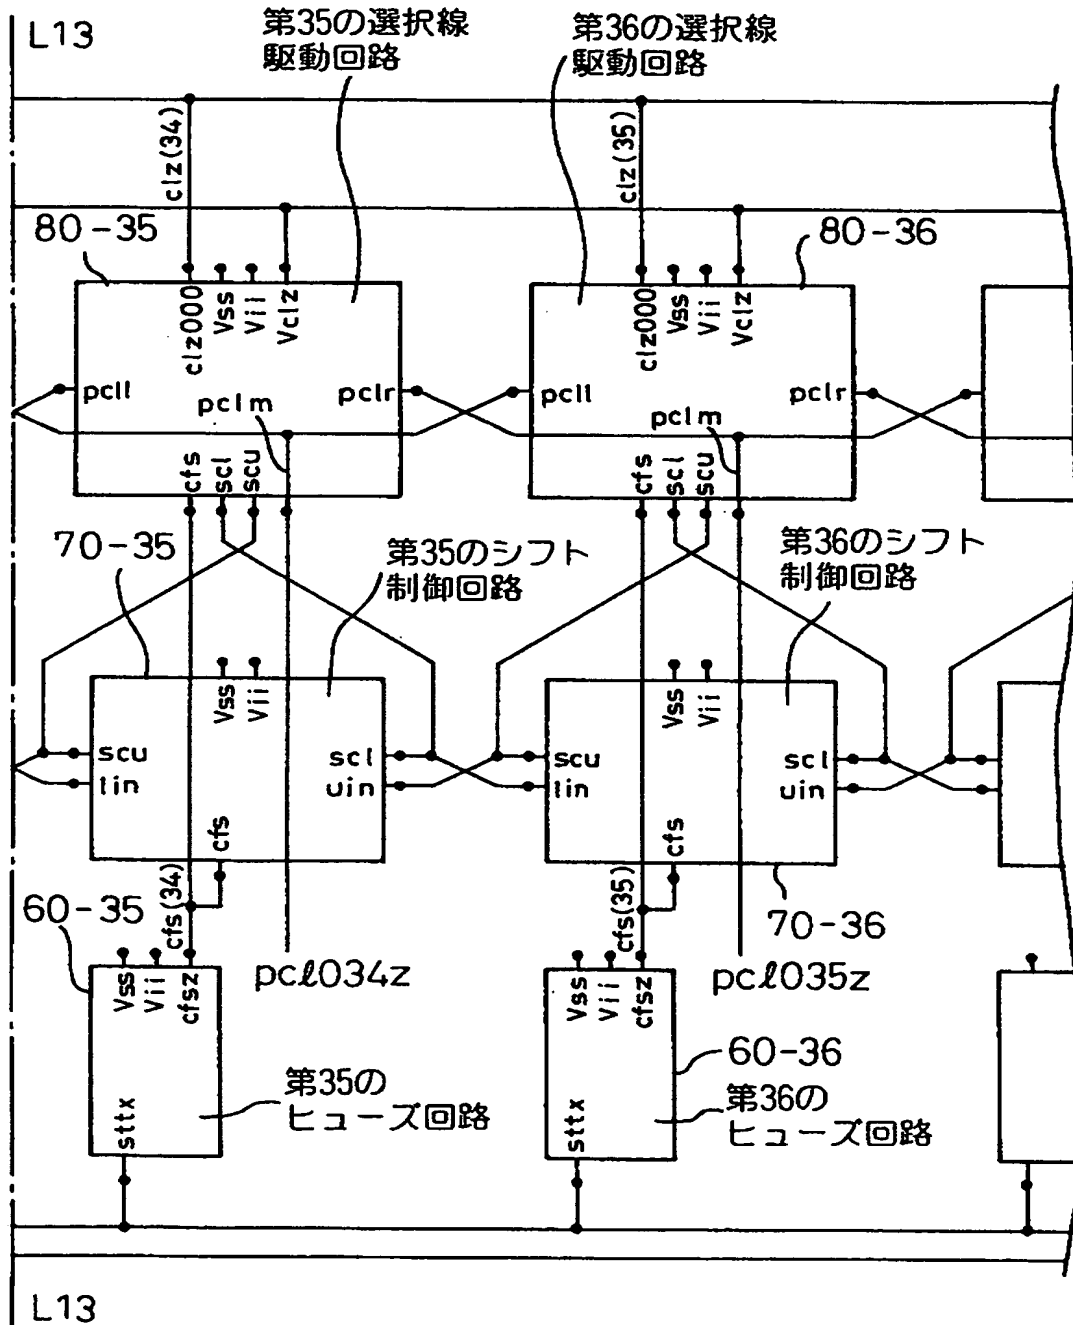 L13
第35の選択線
駆動回路
第36の選択線
駆動回路
clz(34)
clz(35)
80-35
80-36
clz000
Vss
Vii
Vclz
clz000
Vss
Vii
Vclz
pcll
pclr
pclm
pcll
pclr
pclm
cfs
scl
scu
cfs
scl
scu
70-35
第35のシフト
制御回路
第36のシフト
制御回路
Vss
Vii
Vss
Vii
scu
lin
scl
uin
scu
lin
scl
uin
cfs
cfs
cfs(34)
cfs(35)
60-35
70-36
Vss
Vii
cfsz
pcl034z
Vss
Vii
cfsz
pcl035z
60-36
第35の
ヒューズ回路
第36の
ヒューズ回路
sttx
sttx
L13